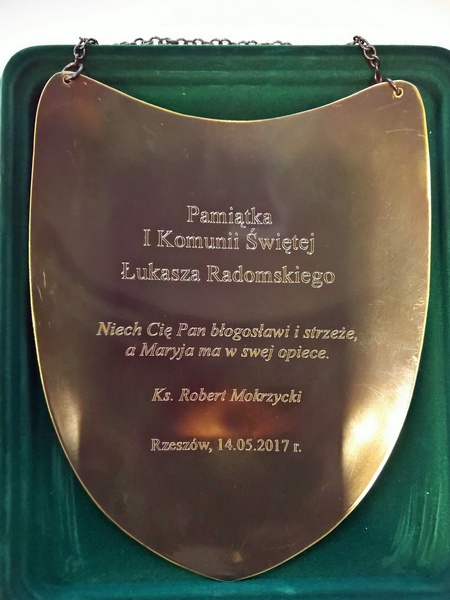 Pamiątka
I Komunii Świętej
Łukasza Radomskiego
Niech Cię Pan błogosławi i strzeże,
a Maryja ma w swej opiece.
Ks. Robert Mokrzycki
Rzeszów, 14.05.2017 r.